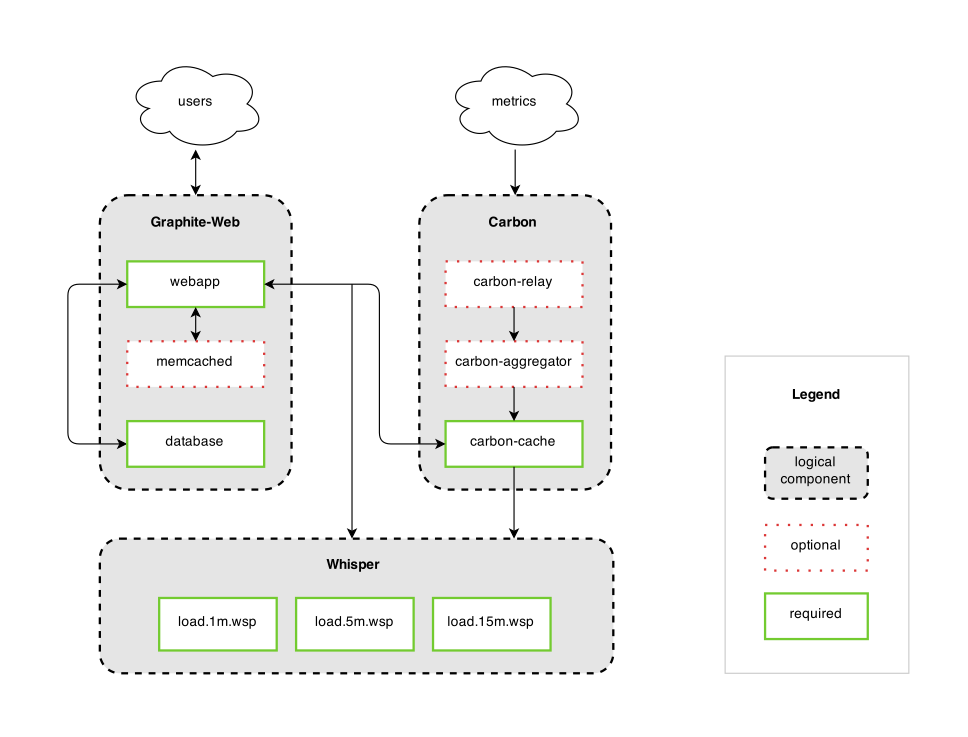 users
metrics
Graphite-Web
Carbon
webapp
carbon-relay
memcached
carbon-aggregator
database
carbon-cache
Whisper
load.1m.wsp
load.5m.wsp
load.15m.wsp
Legend
logical
component
optional
required